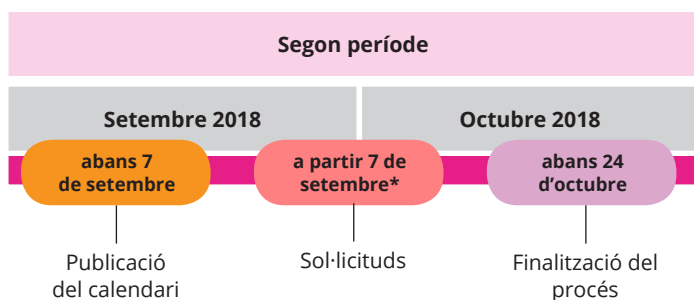 Segon període
Setembre 2018
Octubre 2018
abans 7
de setembre
a partir 7 de
setembre*
abans 24
d’octubre
Publicació
del calendari
Sol·licituds
Finalització del
procés